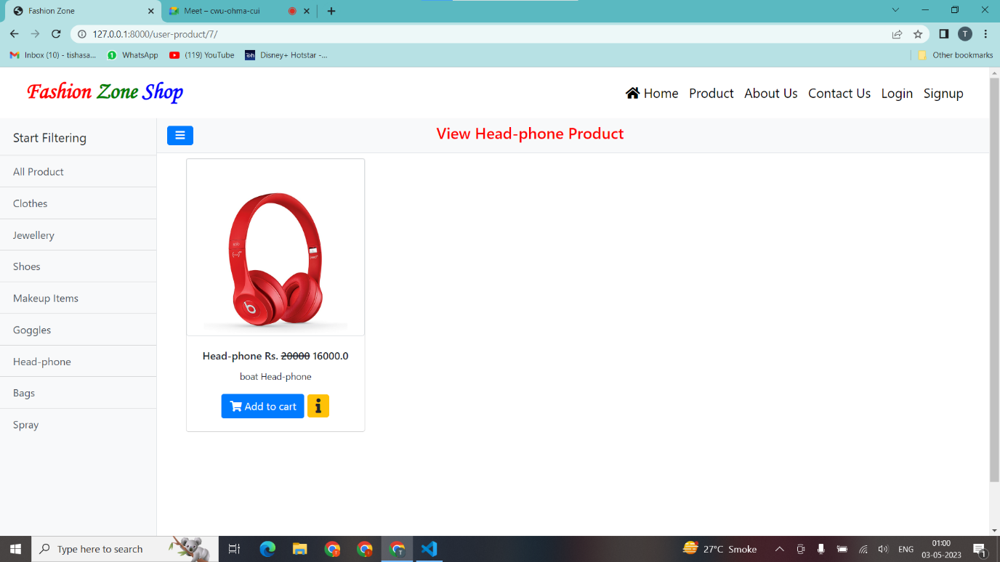 Fashion Zone
Meet – cwu-ohma-cui
127.0.0.1:8000/user-product/7/
T
Inbox (10) - tishasa...
WhatsApp
(119) YouTube
Disney+ Hotstar -...
Other bookmarks
Fashion Zone Shop
Home Product About Us Contact Us Login Signup
Start Filtering
All Product
Clothes
Jewellery
Shoes
Makeup Items
Goggles
Head-phone
Bags
Spray
View Head-phone Product
b
Head-phone Rs. 20000 16000.0
boat Head-phone
Add to cart
Type here to search
27°C Smoke
ENG
01:00
03-05-2023
1